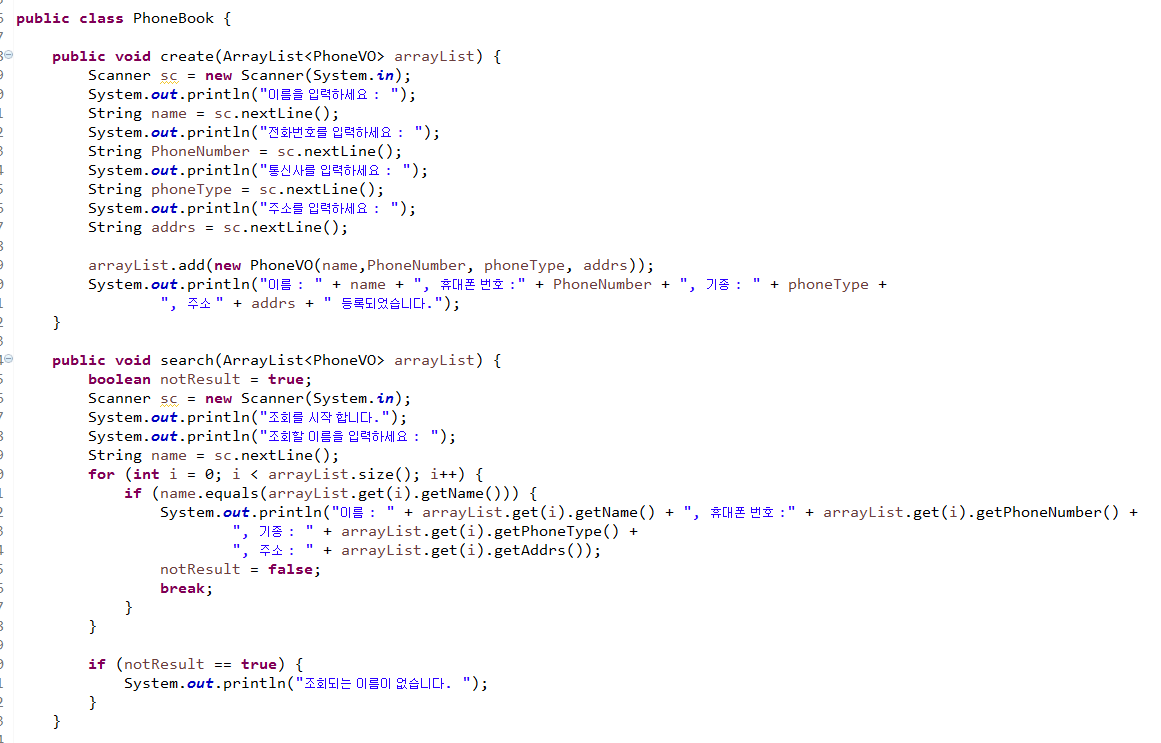 public class PhoneBook {
public void create(ArrayList<PhoneVO> arrayList) {
Scanner sc = new Scanner(System.in);
System.out.println("이름을 입력하세요 : ");
String name = sc.nextLine();
System.out.println("전화번호를 입력하세요 : ");
String PhoneNumber = sc.nextLine();
System.out.println("통신사를 입력하세요 : ");
String phoneType = sc.nextLine();
System.out.println("주소를 입력하세요 : ");
String addrs = sc.nextLine();
arrayList.add(new PhoneVO(name,PhoneNumber, phoneType, addrs));
System.out.println("이름 : " + name + ", 휴대폰 번호 :" + PhoneNumber + ", 기종 : " + phoneType +
", 주소 " + addrs + " 등록되었습니다.");
}
public void search(ArrayList<PhoneVO> arrayList) {
boolean notResult = true;
Scanner sc = new Scanner(System.in);
System.out.println("조회를 시작 합니다.");
System.out.println("조회할 이름을 입력하세요 : ");
String name = sc.nextLine();
for (int i = 0; i < arrayList.size(); i++) {
if (name.equals(arrayList.get(i).getName())) {
System.out.println("이름 : " + arrayList.get(i).getName() + ", 휴대폰 번호 :" + arrayList.get(i).getPhoneNumber() +
", 기종 : " + arrayList.get(i).getPhoneType() +
", 주소 : " + arrayList.get(i).getAddrs());
notResult = false;
break;
}
}
if (notResult == true) {
System.out.println("조회되는 이름이 없습니다. ");
}
}